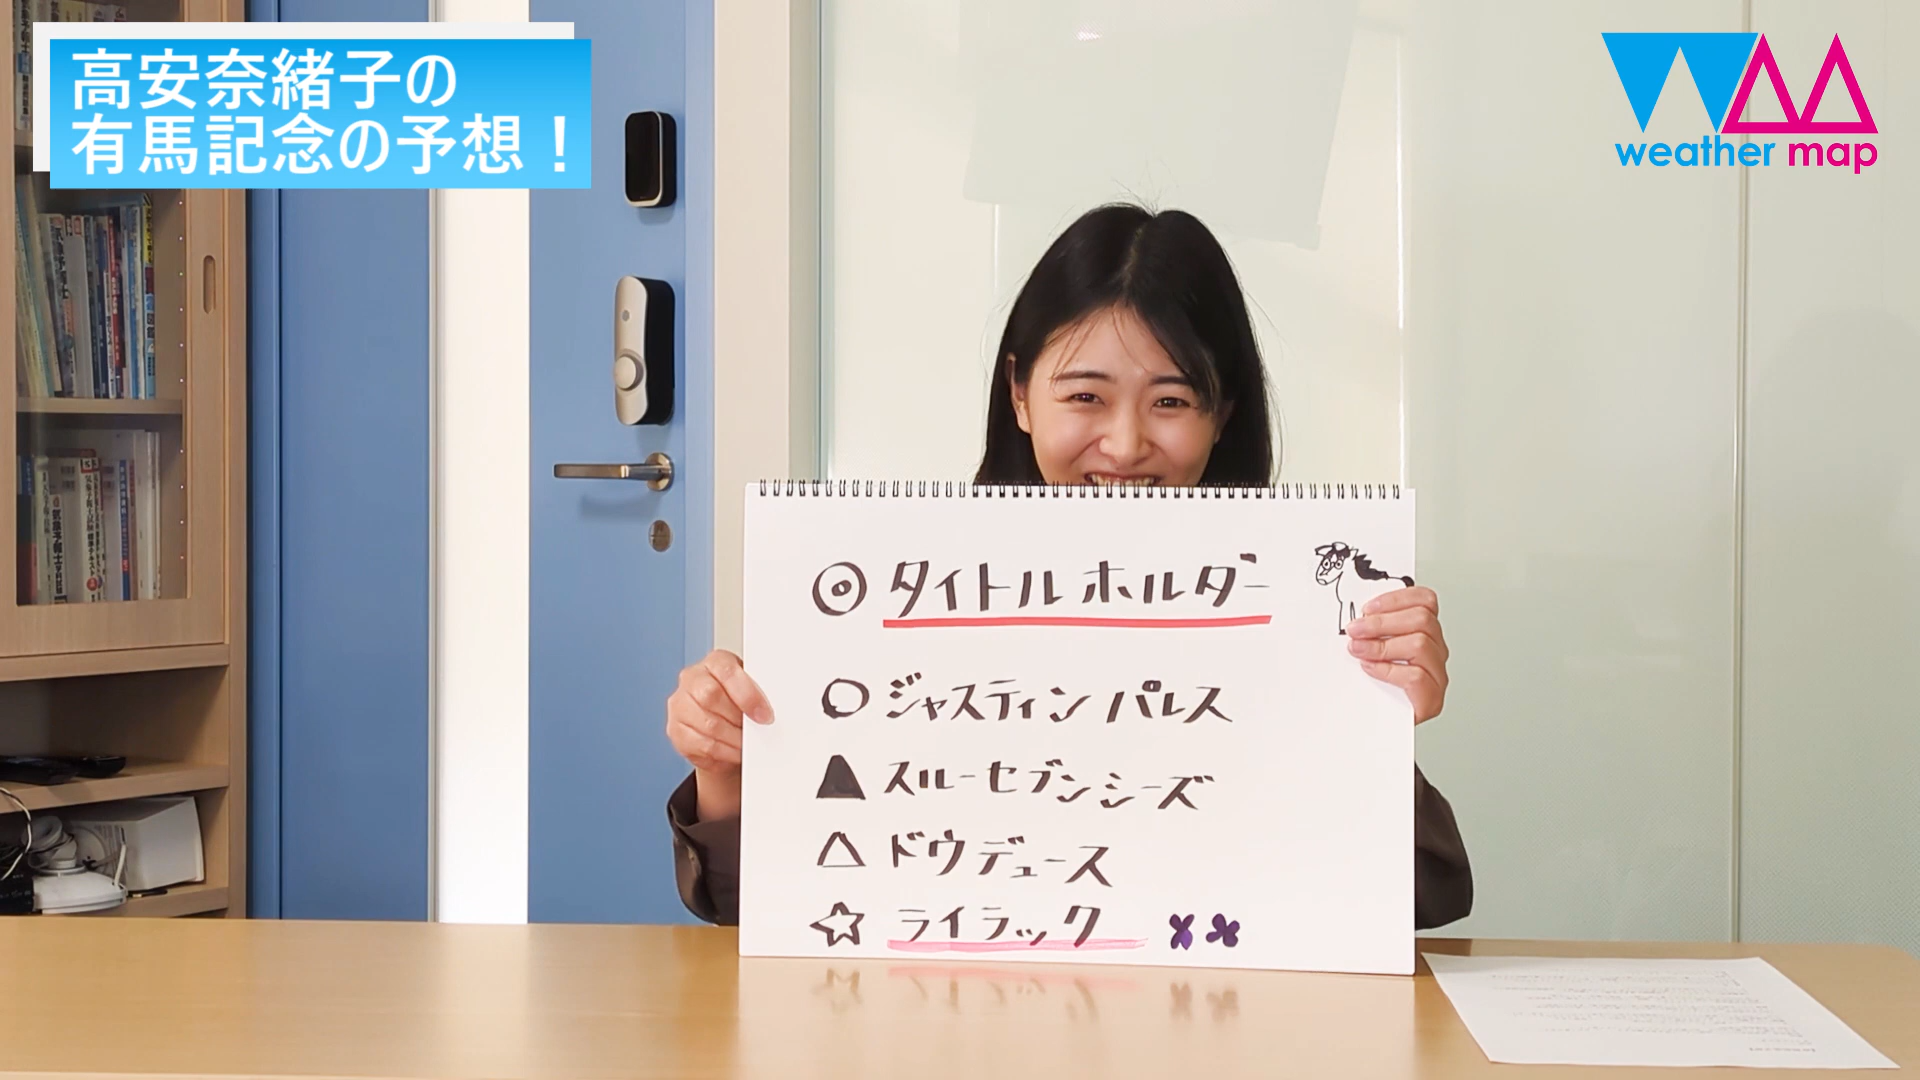 高安奈緒子の
有馬記念の予想！
weather map
◎ タイトルホルダー
○ ジャスティンパレス
▲ スルーセブンシーズ
△ ドウデュース
☆ ライラック